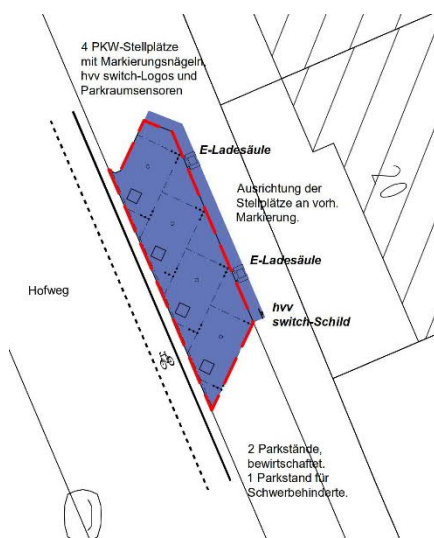 4 PKW-Stellplätze
mit Markierungsnägeln,
hvv switch-Logos und
Parkraumsensoren
E-Ladesäule
Ausrichtung der
Stellplätze an vorh.
Markierung.
E-Ladesäule
hvv
switch-Schild
Hofweg
2 Parkstände,
bewirtschaftet.
1 Parkstand für
Schwerbehinderte.